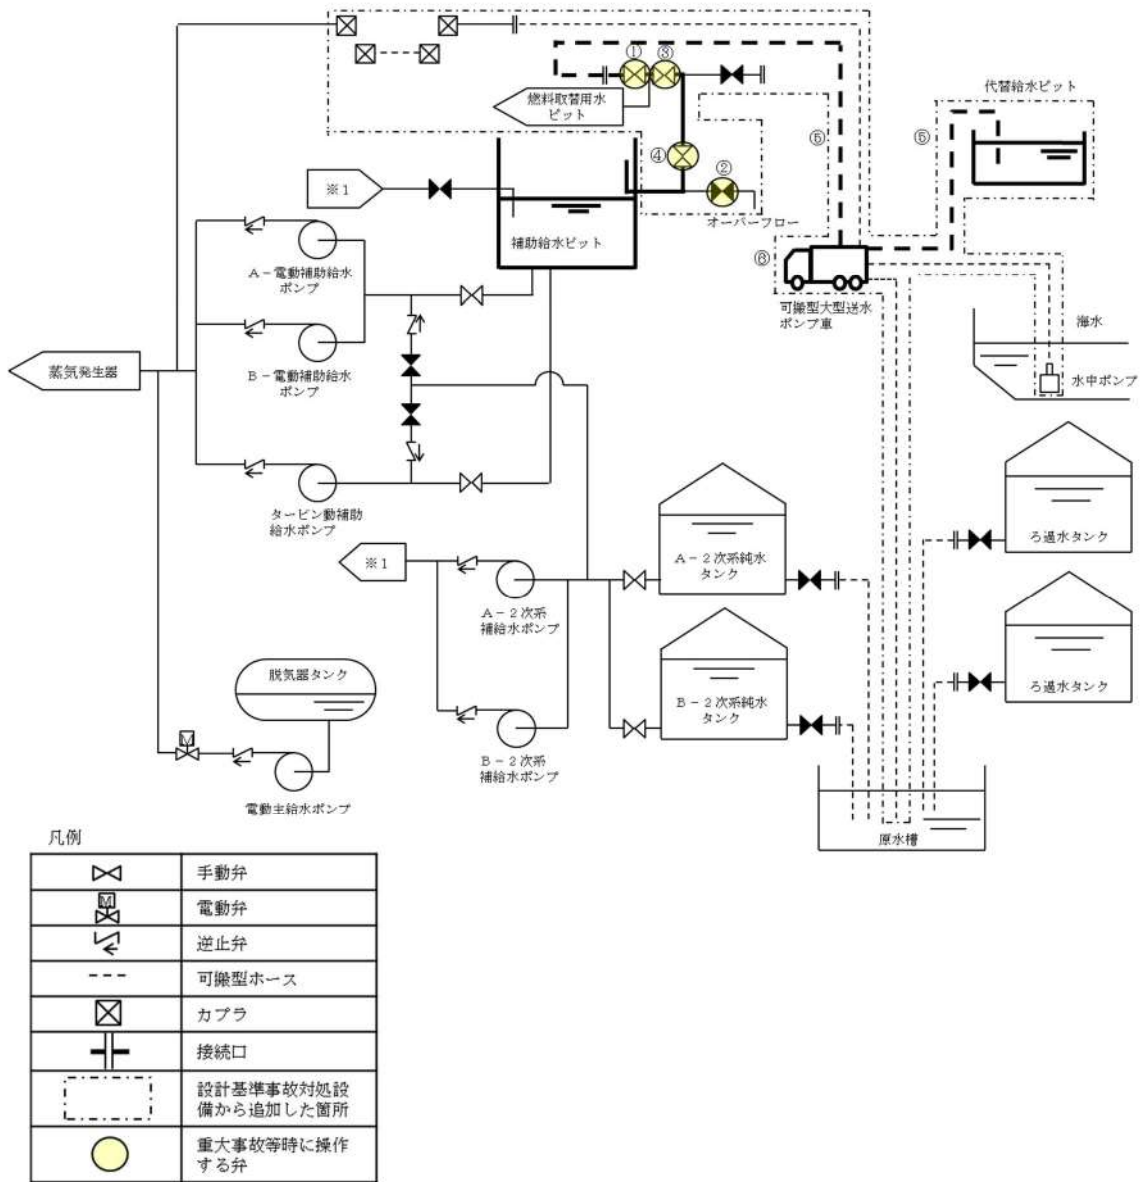 ①
③
燃料取替用水
ピット
代替給水ピット
⑤
⑤
④
②
※1
オーバーフロー
補助給水ピット
A－電動補助給水
ポンプ
⑥
可搬型大型送水
ポンプ車
海水
水中ポンプ
B－電動補助給水
ポンプ
蒸気発生器
タービン動補助
給水ポンプ
※1
A－2次系
補給水ポンプ
A－2次系純水
タンク
ろ過水タンク
B－2次系純水
タンク
ろ過水タンク
脱気器タンク
B－2次系
補給水ポンプ
M
電動主給水ポンプ
原水槽
凡例
手動弁
M
電動弁
逆止弁
可搬型ホース
カプラ
接続口
設計基準事故対処設
備から追加した箇所
重大事故等時に操作
する弁